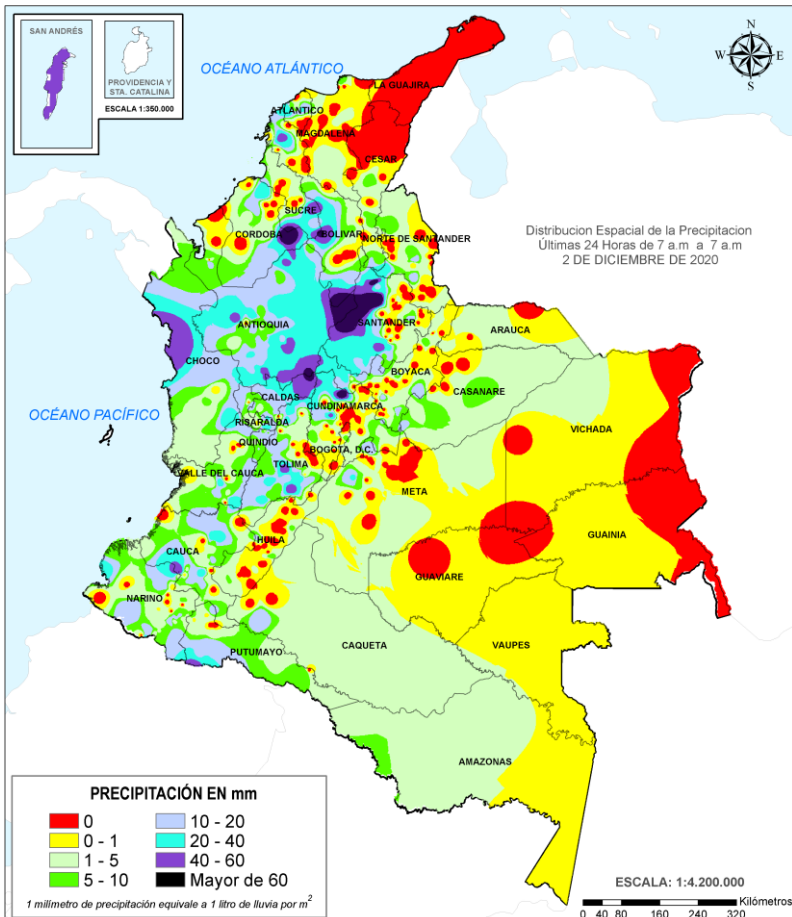 SAN ANDRÉS
PROVIDENCIA Y
STA. CATALINA
ESCALA 1:350.000
OCÉANO ATLÁNTICO
N
W E
S
LA GUAJIRA
ATLANTICO
MAGDALENA
CESAR
SUCRE
CORDOBA
BOLIVAR
NORTE DE SANTANDER
Distribucion Espacial de la Precipitacion
Últimas 24 Horas de 7 a.m a 7 a.m
2 DE DICIEMBRE DE 2020
ANTIOQUIA
SANTANDER
ARAUCA
CHOCO
BOYACA
CASANARE
CALDAS
CUNDINAMARCA
OCÉANO PACÍFICO
RISARALDA
VICHADA
QUINDIO
BOGOTA, D.C.
TOLIMA
VALLE DEL CAUCA
META
GUAINIA
HUILA
CAUCA
GUAVIARE
NARINO
CAQUETA
VAUPES
PUTUMAYO
AMAZONAS
PRECIPITACIÓN EN mm
0
0 - 1
1 - 5
5 - 10
10 - 20
20 - 40
40 - 60
Mayor de 60
1 milímetro de precipitación equivale a 1 litro de lluvia por m²
ESCALA: 1:4.200.000
Kilómetros
0 40 80 160 240 320